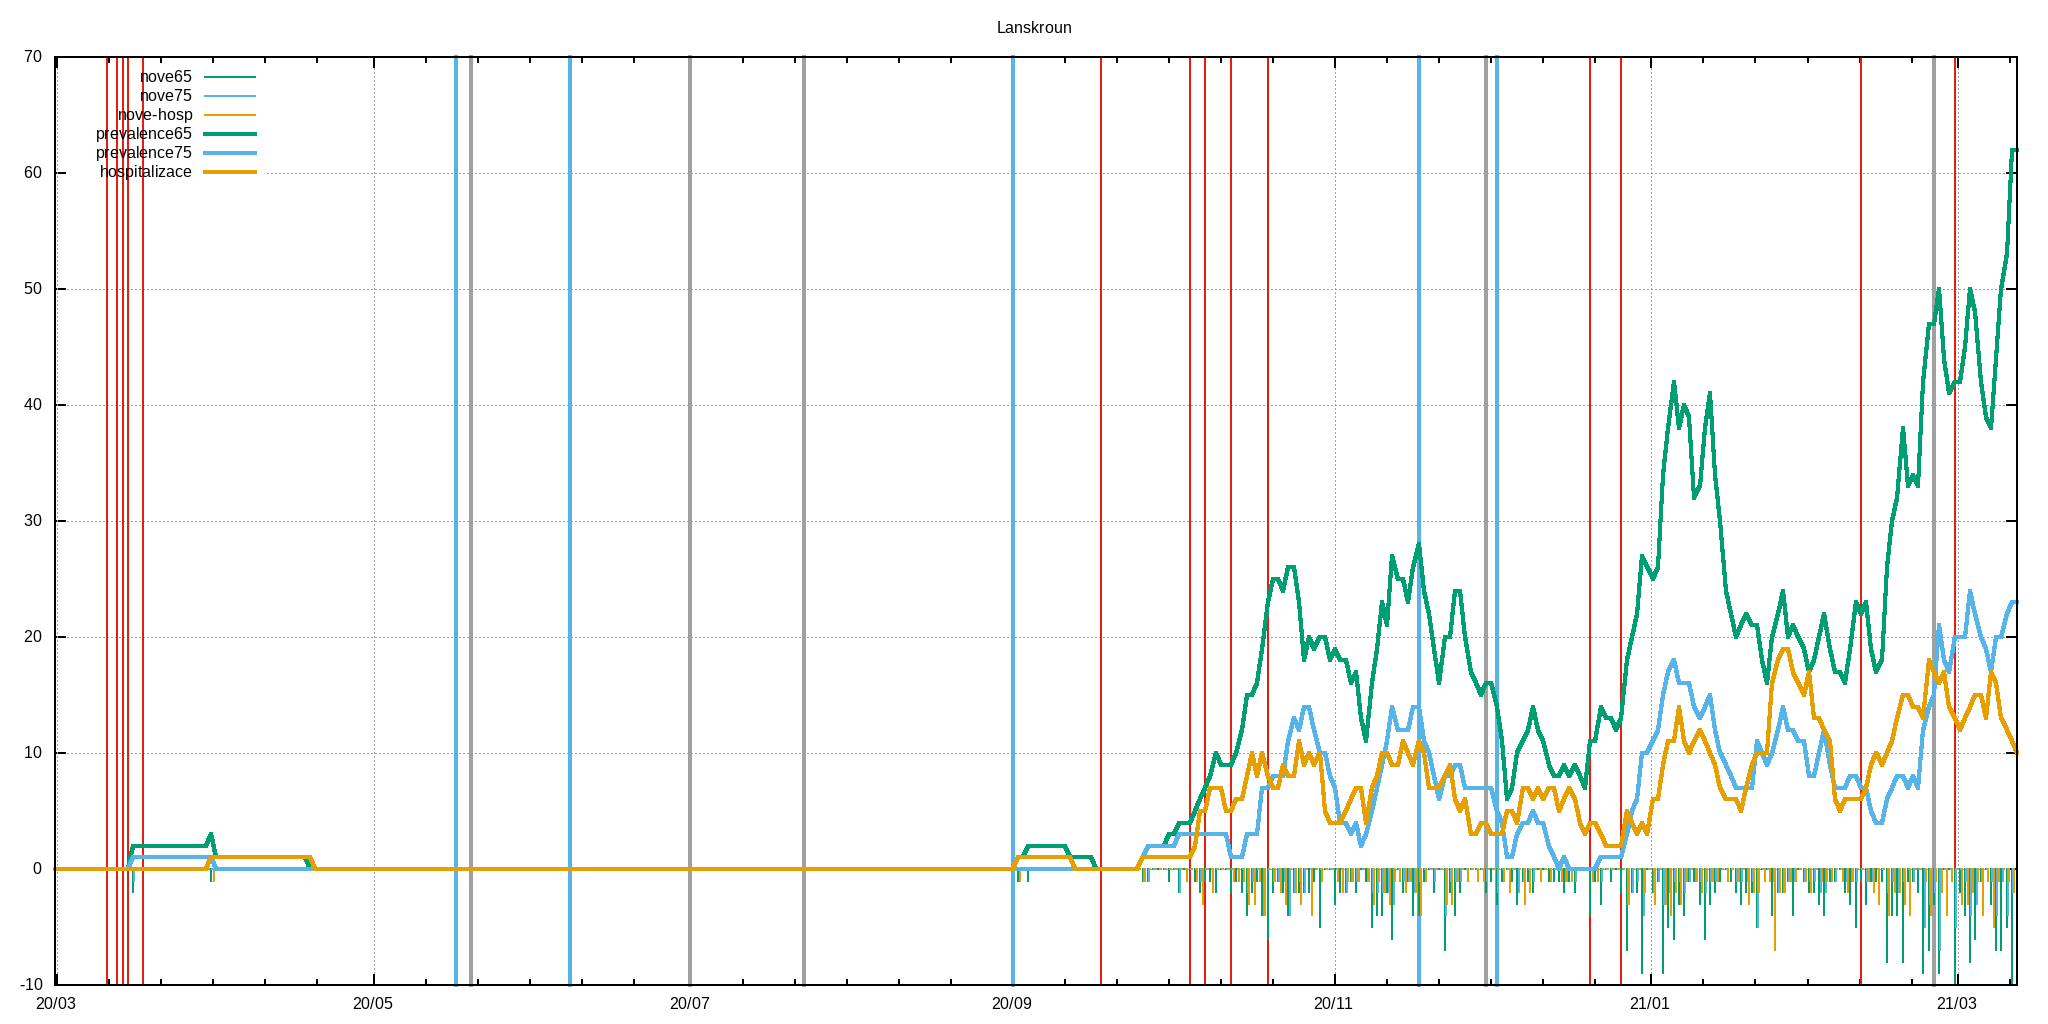 Lanskroun
70
60
50
40
30
20
10
0
-10
nove65
nove75
nove-hosp
prevalence65
prevalence75
hospitalizace
20/03 20/05 20/07 20/09 20/11 21/01 21/03